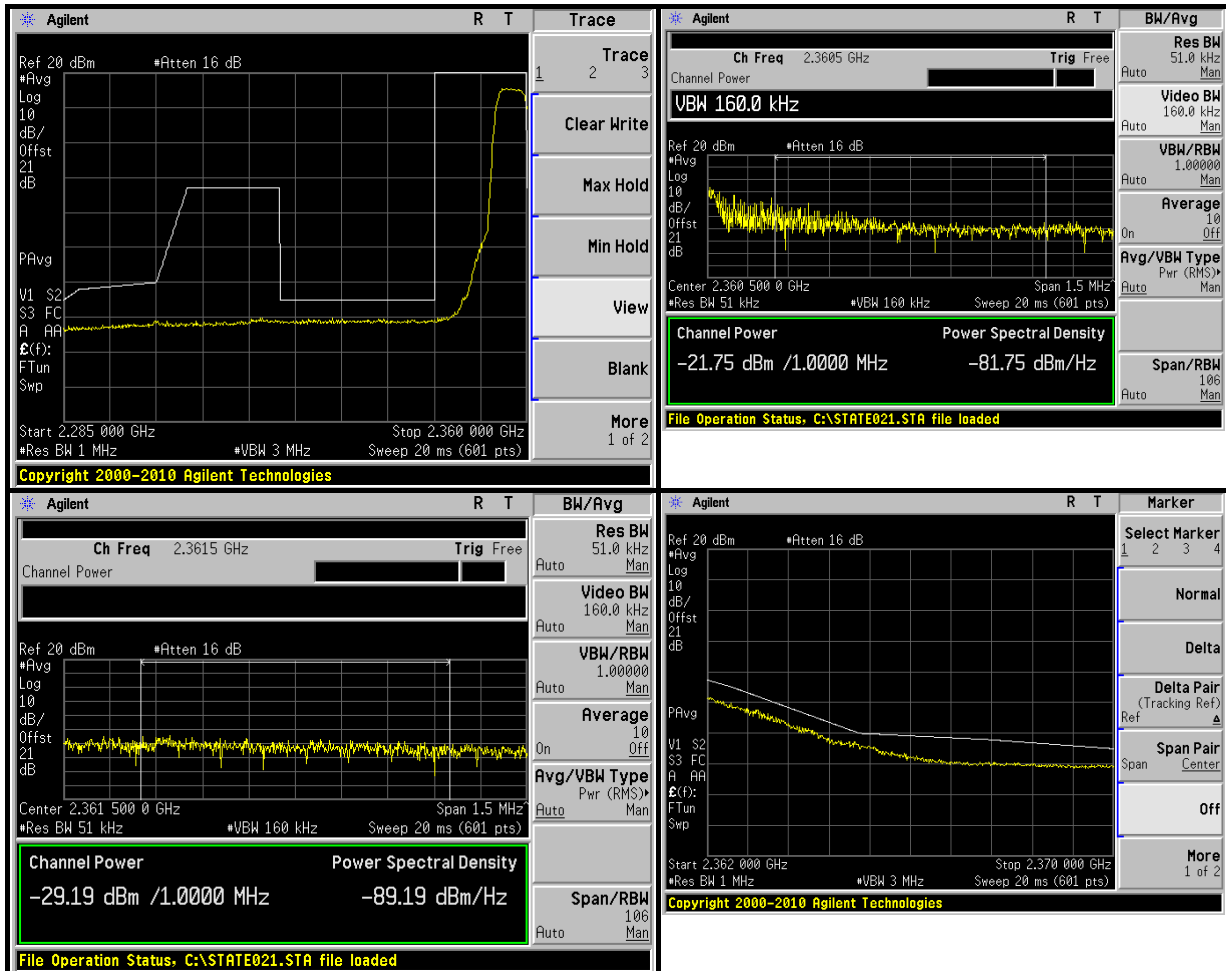 Agilent R T Trace
Ref 20 dBm #Atten 16 dB
#Avg
Log
10
dB/
Offst
21
dB
PAvg
V1 S2
S3 FC
A AA
£(f):
FTun
Swp
Start 2.285 000 GHz Stop 2.360 000 GHz
#Res BW 1 MHz #VBW 3 MHz Sweep 20 ms (601 pts)
Copyright 2000-2010 Agilent Technologies
Trace
1 2 3
Clear Write
Max Hold
Min Hold
View
Blank
More
1 of 2
Agilent R T BW/Avg
Ch Freq 2.3605 GHz Trig Free
Channel Power
VBW 160.0 kHz
Ref 20 dBm #Atten 16 dB
#Avg
Log
10
dB/
Offst
21
dB
Center 2.360 500 0 GHz Span 1.5 MHz^
#Res BW 51 kHz #VBW 160 kHz Sweep 20 ms (601 pts)
Channel Power Power Spectral Density
-21.75 dBm /1.0000 MHz -81.75 dBm/Hz
File Operation Status, C:\STATE021.STA file loaded
Res BW
51.0 kHz
Auto Man
Video BW
160.0 kHz
Auto Man
VBW/RBW
1.00000
Auto Man
Average
10
On Off
Avg/VBW Type
Pwr (RMS)▸
Auto Man
Span/RBW
106
Auto Man
Agilent R T BW/Avg
Ch Freq 2.3615 GHz Trig Free
Channel Power
Ref 20 dBm #Atten 16 dB
#Avg
Log
10
dB/
Offst
21
dB
Center 2.361 500 0 GHz Span 1.5 MHz^
#Res BW 51 kHz #VBW 160 kHz Sweep 20 ms (601 pts)
Channel Power Power Spectral Density
-29.19 dBm /1.0000 MHz -89.19 dBm/Hz
File Operation Status, C:\STATE021.STA file loaded
Res BW
51.0 kHz
Auto Man
Video BW
160.0 kHz
Auto Man
VBW/RBW
1.00000
Auto Man
Average
10
On Off
Avg/VBW Type
Pwr (RMS)▸
Auto Man
Span/RBW
106
Auto Man
Agilent R T Marker
Ref 20 dBm #Atten 16 dB
#Avg
Log
10
dB/
Offst
21
dB
PAvg
V1 S2
S3 FC
A AA
£(f):
FTun
Swp
Start 2.362 000 GHz Stop 2.370 000 GHz
#Res BW 1 MHz #VBW 3 MHz Sweep 20 ms (601 pts)
Copyright 2000-2010 Agilent Technologies
Select Marker
1 2 3 4
Normal
Delta
Delta Pair
(Tracking Ref)
Ref Δ
Span Pair
Span Center
Off
More
1 of 2